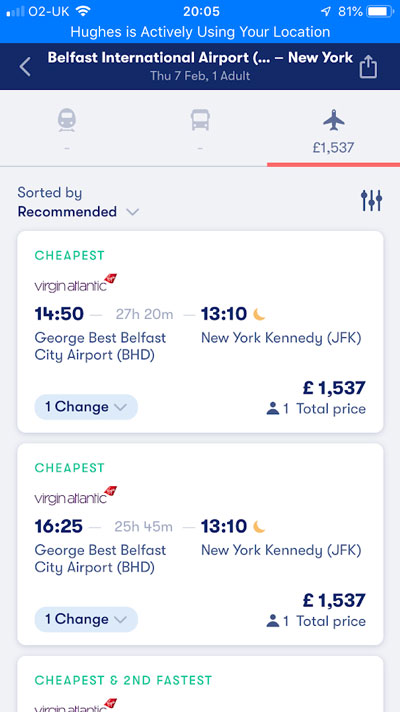 O2-UK 20:05 81%
Hughes is Actively Using Your Location
Belfast International Airport (... – New York
Thu 7 Feb, 1 Adult
- - £1,537
Sorted by
Recommended
CHEAPEST
virgin atlantic
14:50 — 27h 20m — 13:10
George Best Belfast New York Kennedy (JFK)
City Airport (BHD)
£ 1,537
1 Change 1 Total price
CHEAPEST
virgin atlantic
16:25 — 25h 45m — 13:10
George Best Belfast New York Kennedy (JFK)
City Airport (BHD)
£ 1,537
1 Change 1 Total price
CHEAPEST & 2ND FASTEST
virgin atlantic